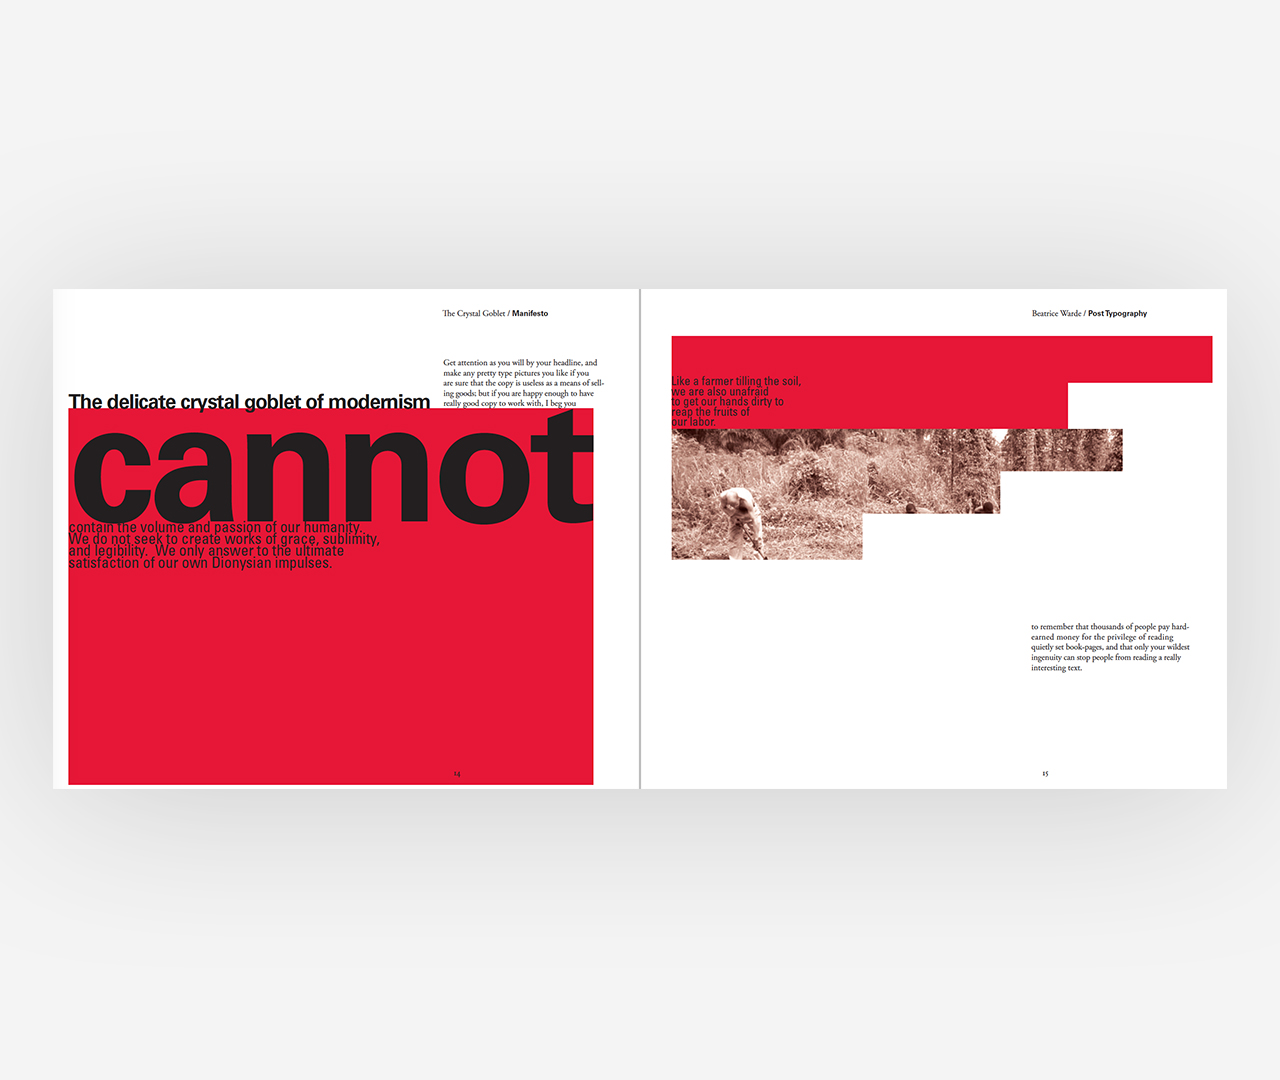 The Crystal Goblet / Manifesto
Get attention as you will by your headline, and
make any pretty type pictures you like if you
are sure that the copy is useless as a means of sell-
ing goods; but if you are happy enough to have
really good copy to work with, I beg you
The delicate crystal goblet of modernism
cannot
contain the volume and passion of our humanity.
We do not seek to create works of grace, sublimity,
and legibility. We only answer to the ultimate
satisfaction of our own Dionysian impulses.
14
Beatrice Warde / Post Typography
Like a farmer tilling the soil,
we are also unafraid
to get our hands dirty to
reap the fruits of
our labor.
to remember that thousands of people pay hard-
earned money for the privilege of reading
quietly set book-pages, and that only your wildest
ingenuity can stop people from reading a really
interesting text.
15